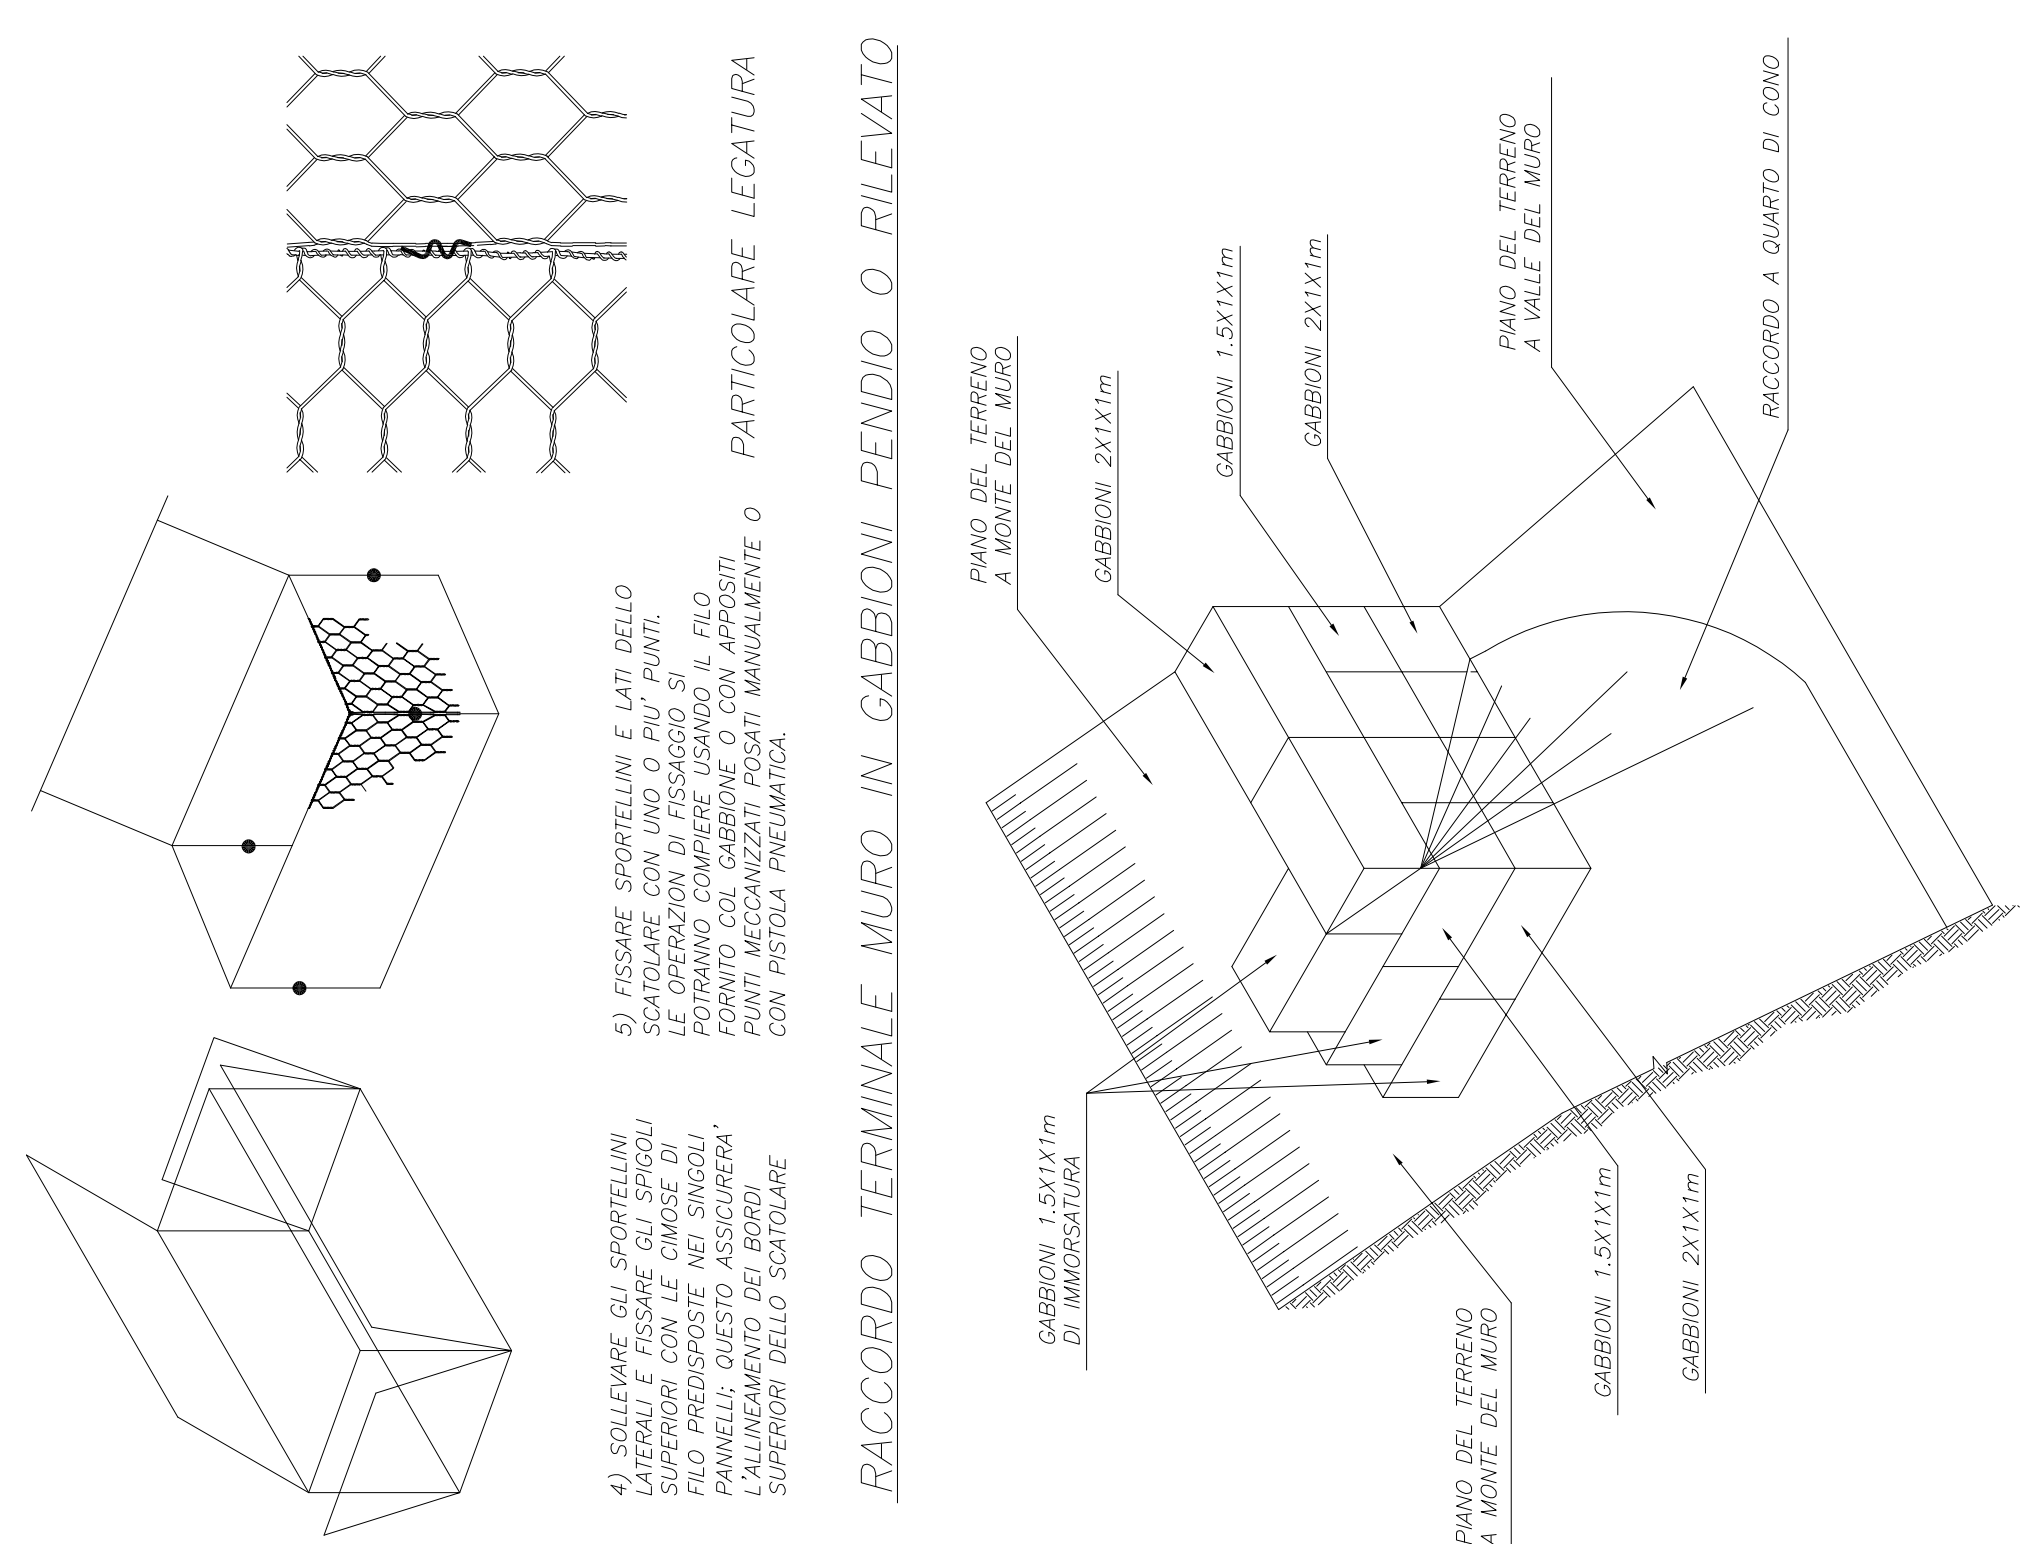 4) SOLLEVARE GLI SPORTELLINI
LATERALI E FISSARE GLI SPIGOLI
SUPERIORI CON LE CIMOSE DI
FILO PREDISPOSTE NEI SINGOLI
PANNELLI; QUESTO ASSICURERA'
L'ALLINEAMENTO DEI BORDI
SUPERIORI DELLO SCATOLARE
5) FISSARE SPORTELLINI E LATI DELLO
SCATOLARE CON UNO O PIU' PUNTI.
LE OPERAZIONI DI FISSAGGIO SI
POTRANNO COMPIERE USANDO IL FILO
FORNITO COL GABBIONE O CON APPOSITI
PUNTI MECCANIZZATI POSATI MANUALMENTE O
CON PISTOLA PNEUMATICA.
PARTICOLARE LEGATURA
RACCORDO TERMINALE MURO IN GABBIONI PENDIO O RILEVATO
PIANO DEL TERRENO
A MONTE DEL MURO
GABBIONI 2X1X1m
GABBIONI 1.5X1X1m
GABBIONI 2X1X1m
PIANO DEL TERRENO
A VALLE DEL MURO
RACCORDO A QUARTO DI CONO
GABBIONI 1.5X1X1m
DI IMMORSATURA
PIANO DEL TERRENO
A MONTE DEL MURO
GABBIONI 1.5X1X1m
GABBIONI 2X1X1m